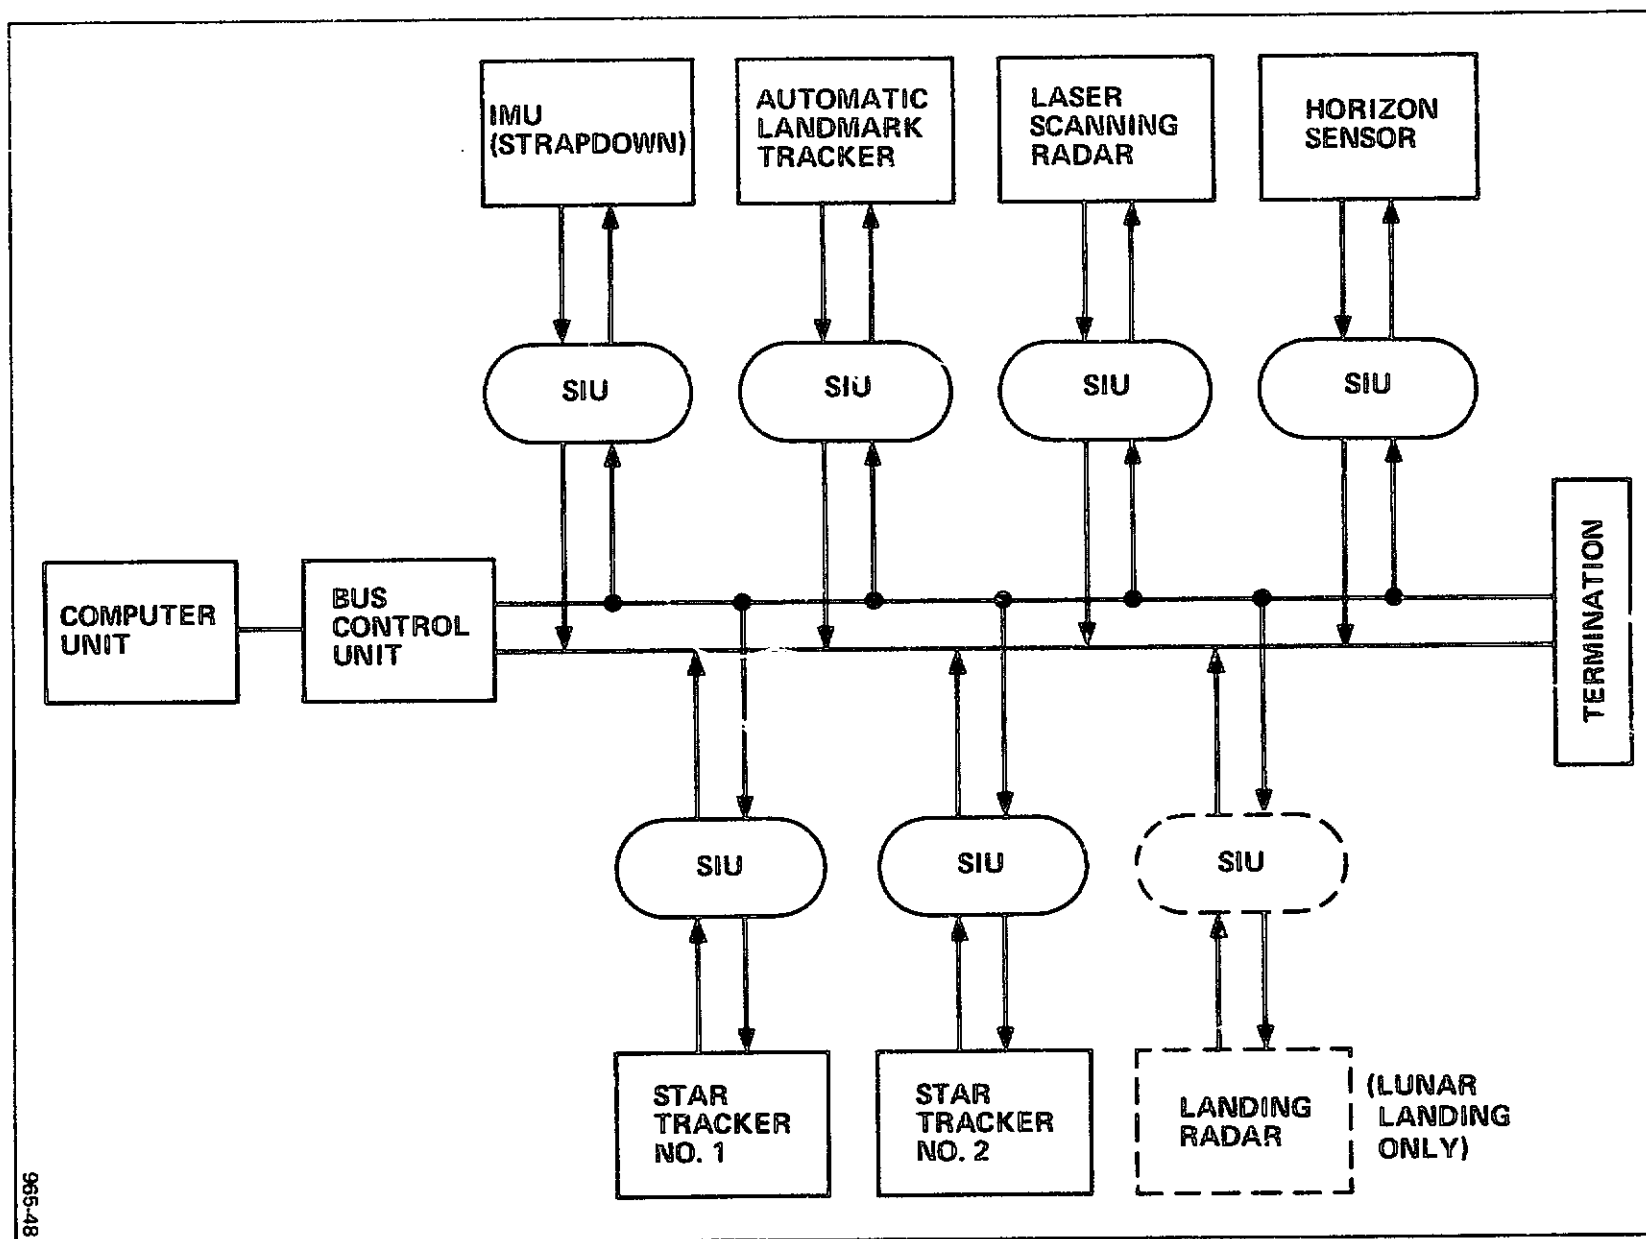 IMU
(STRAPDOWN)
AUTOMATIC
LANDMARK
TRACKER
LASER
SCANNING
RADAR
HORIZON
SENSOR
SIU
SIU
SIU
SIU
COMPUTER
UNIT
BUS
CONTROL
UNIT
TERMINATION
SIU
SIU
SIU
STAR
TRACKER
NO. 1
STAR
TRACKER
NO. 2
LANDING
RADAR
(LUNAR
LANDING
ONLY)
965-48